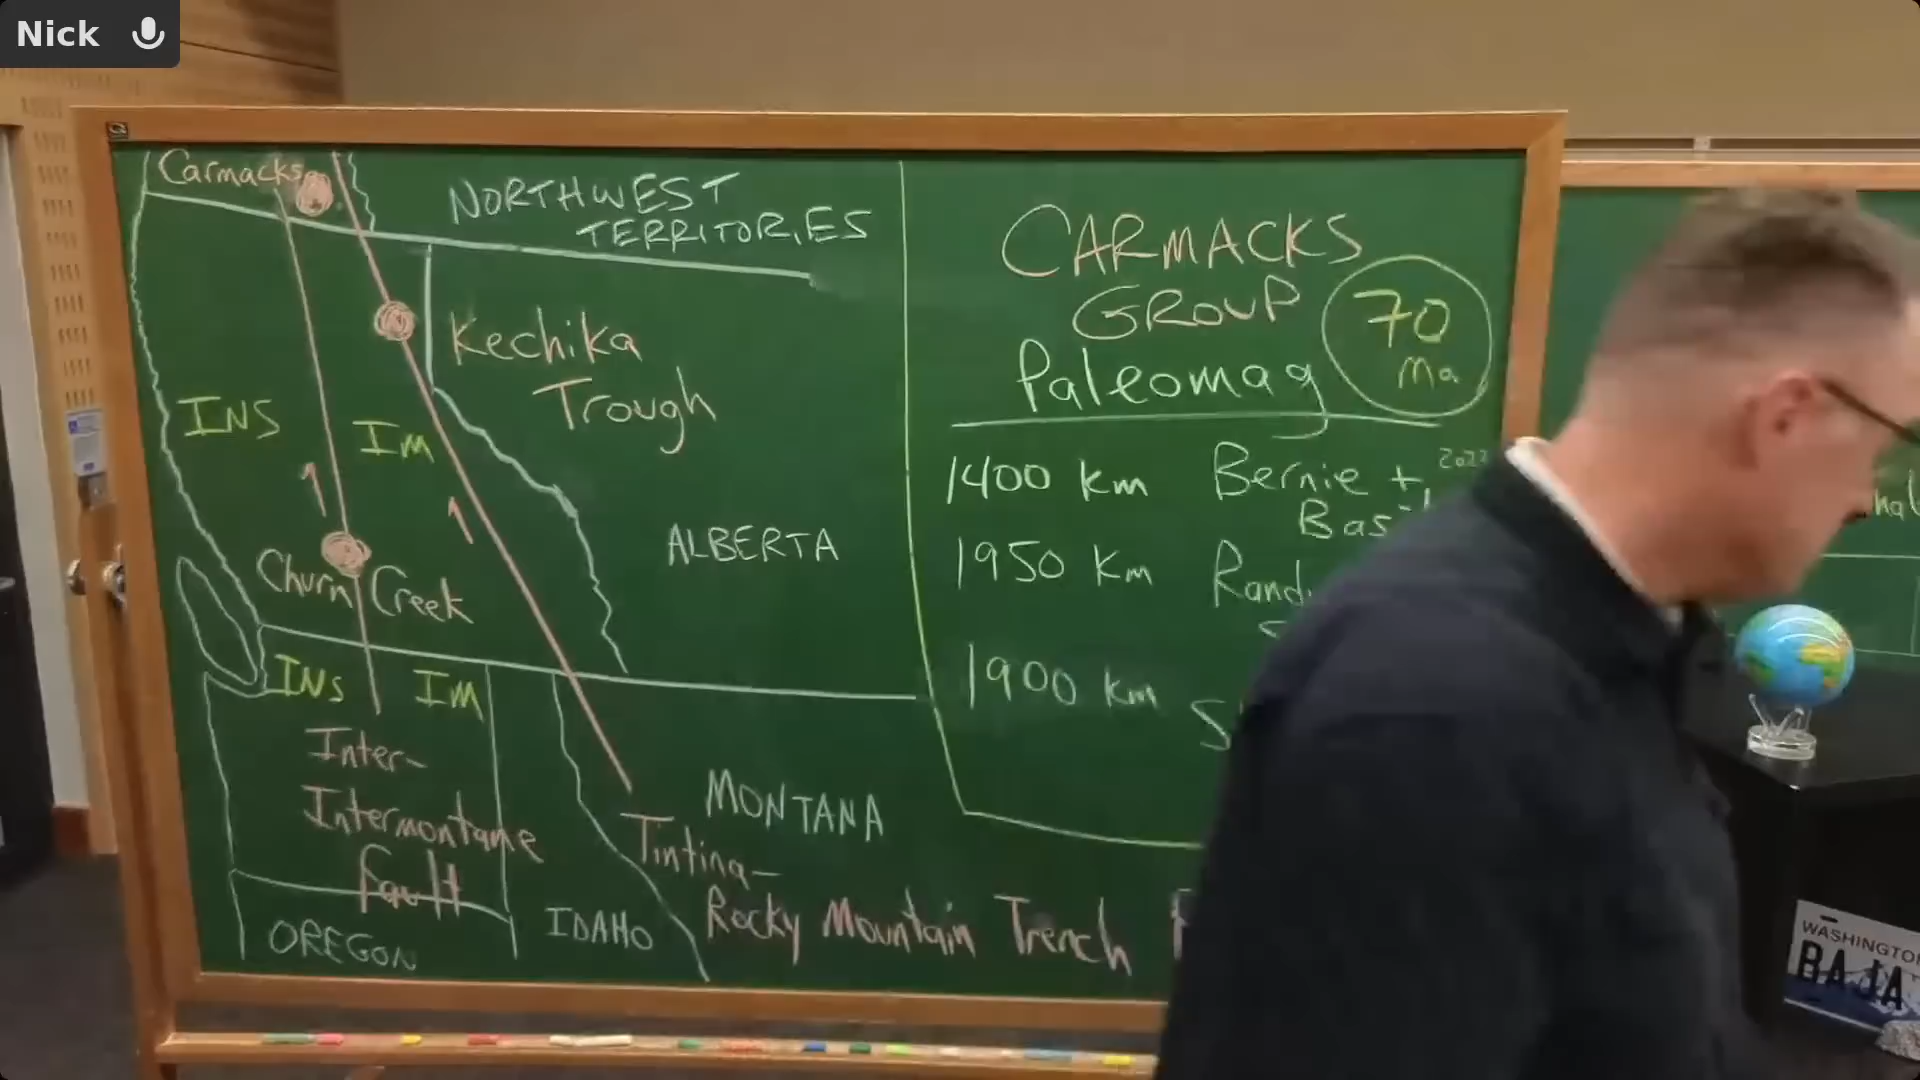 Nick
Carmacks
NORTHWEST
TERRITORIES
Kechika
Trough
INS
IM
ALBERTA
Churn Creek
INS
IM
Inter-
Intermontane
fault
OREGON
IDAHO
MONTANA
Tintina-
Rocky Mountain Trench
CARMACKS
GROUP
Paleomag
70
Ma.
1400 km Bernie +
1950 km
1900 km
WASHINGTO
BAJA